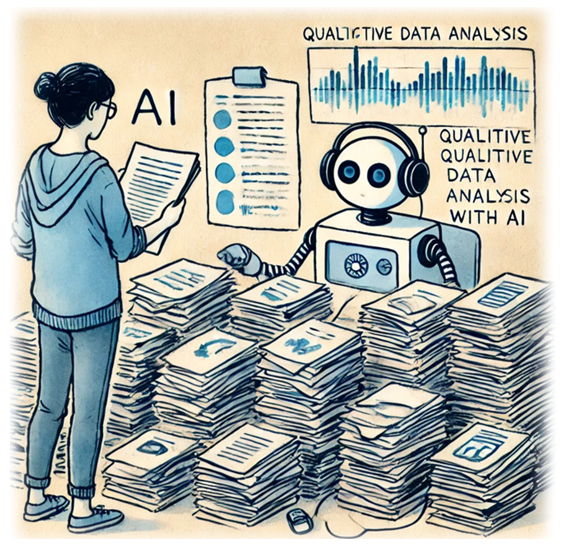 QUALITCTIVE DATA ANALYSIS
AI
QUALITIVE
QUALITIVE
DATA
ANALYSIS
WITH AI